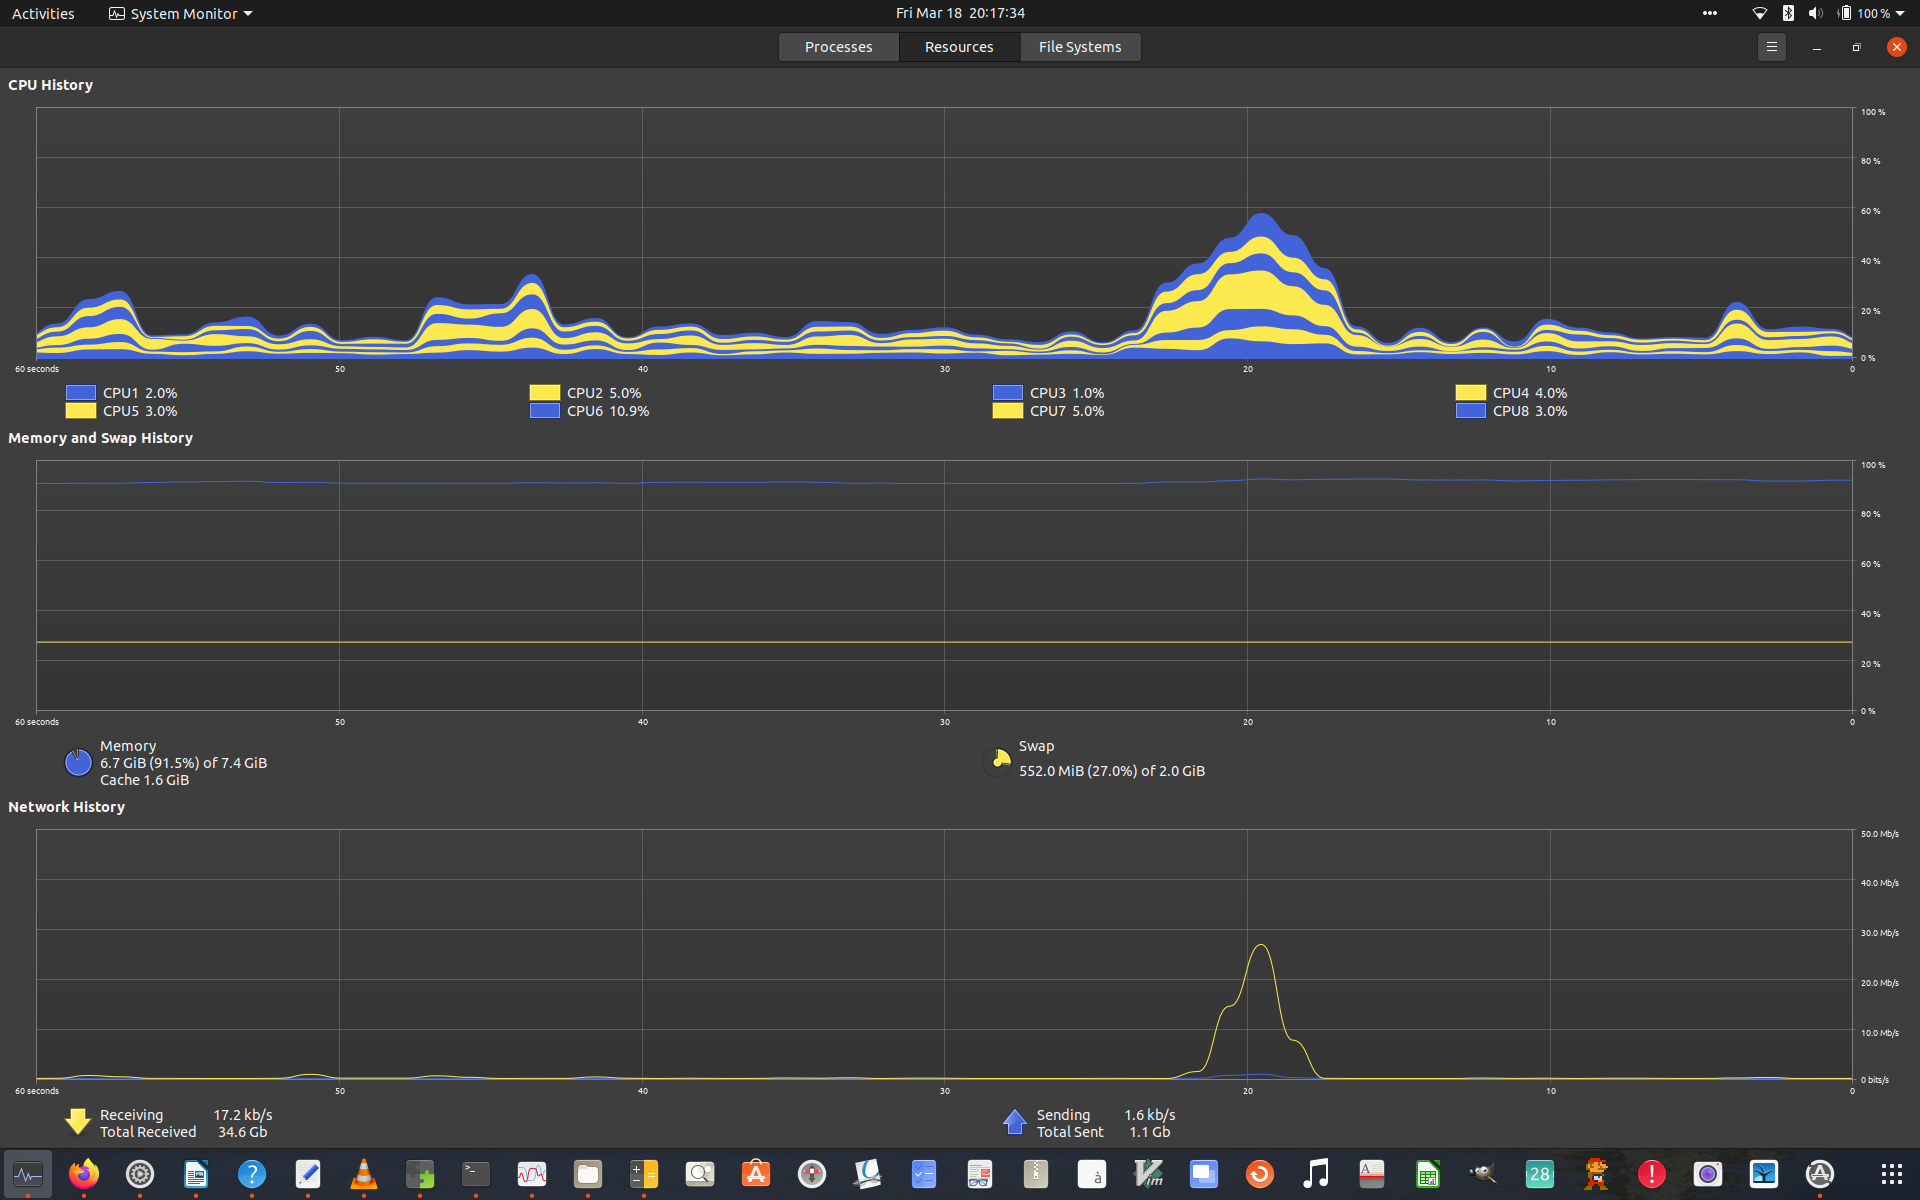 Activities System Monitor Fri Mar 18 20:17:34 100 %
Processes Resources File Systems
CPU History
100 %
80 %
60 %
40 %
20 %
0 %
60 seconds 50 40 30 20 10 0
CPU1 2.0% CPU2 5.0% CPU3 1.0% CPU4 4.0%
CPU5 3.0% CPU6 10.9% CPU7 5.0% CPU8 3.0%
Memory and Swap History
100 %
80 %
60 %
40 %
20 %
0 %
60 seconds 50 40 30 20 10 0
Memory
6.7 GiB (91.5%) of 7.4 GiB
Cache 1.6 GiB
Swap
552.0 MiB (27.0%) of 2.0 GiB
Network History
50.0 Mb/s
40.0 Mb/s
30.0 Mb/s
20.0 Mb/s
10.0 Mb/s
0 bits/s
60 seconds 50 40 30 20 10 0
Receiving 17.2 kb/s
Total Received 34.6 Gb
Sending 1.6 kb/s
Total Sent 1.1 Gb
? >_ A à Vim A 28 !